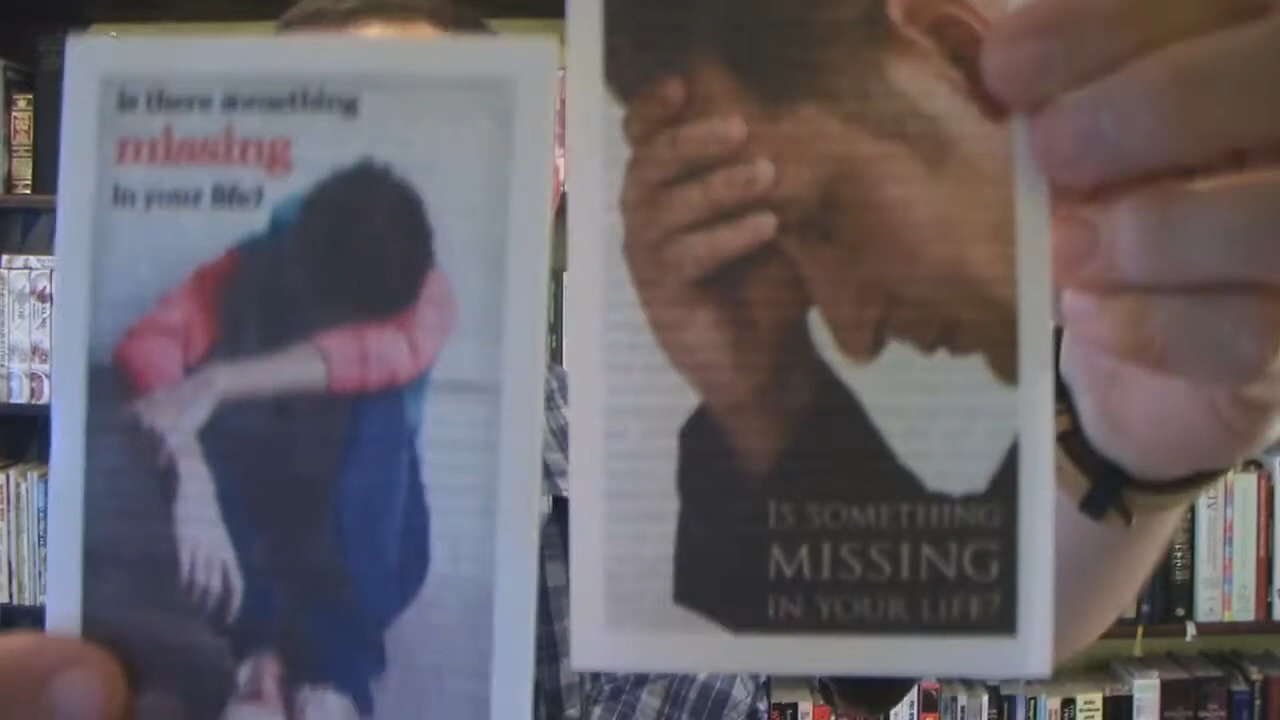 is there something
missing
in your life?
IS SOMETHING
MISSING
IN YOUR LIFE?